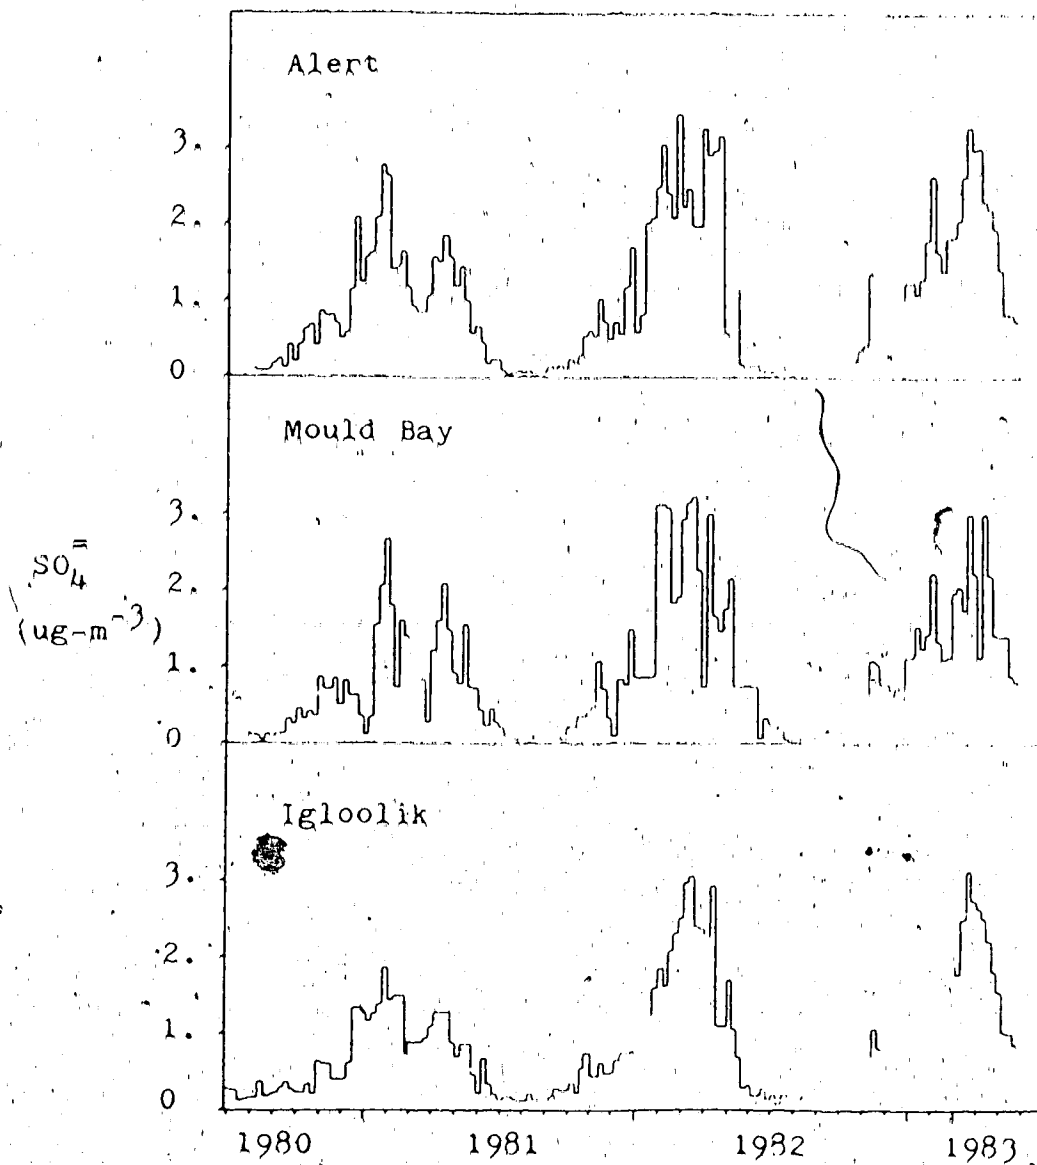 Alert
3.
2.
1.
0
Mould Bay
3.
2.
1.
0
SO4=
(ug-m-3)
Igloolik
3.
2.
1.
0
1980 1981 1982 1983